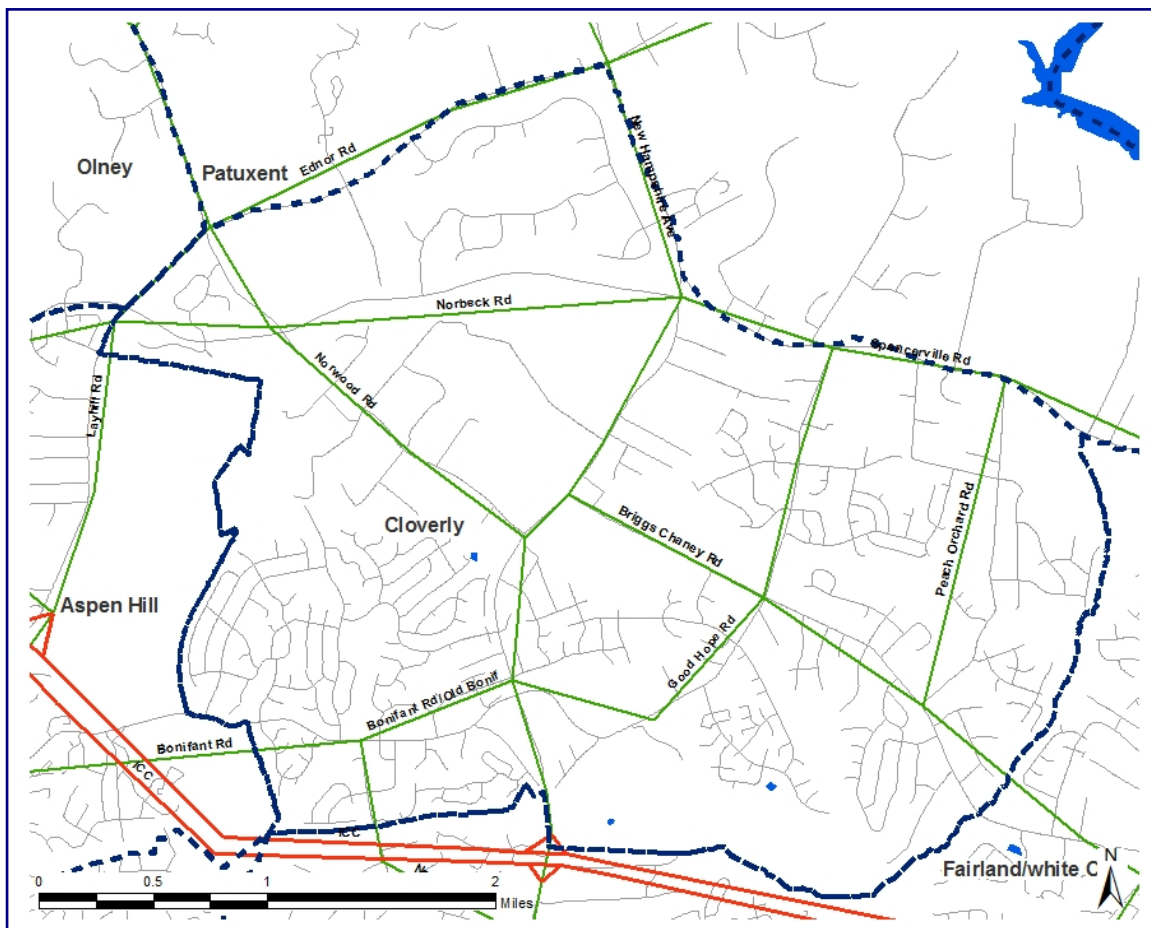 Olney
Patuxent
Ednor Rd
New Hampshire Ave
Norbeck Rd
Spencerville Rd
Norwood Rd
Layhill Rd
Cloverly
Briggs Chaney Rd
Peach Orchard Rd
Aspen Hill
Good Hope Rd
Bonifant Rd/Old Bonif
Bonifant Rd
ICC
ICC
Fairland/white O
0 0.5 1 2
Miles
N